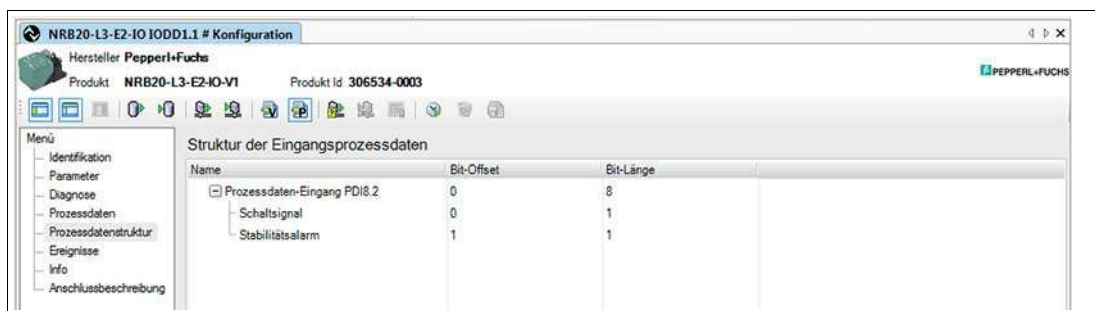 NRB20-L3-E2-IO IODD1.1 # Konfiguration
Hersteller Pepperl+Fuchs
Produkt NRB20-L3-E2-IO-V1 Produkt Id 306534-0003
PEPPERL+FUCHS
Menü
Identifikation
Parameter
Diagnose
Prozessdaten
Prozessdatenstruktur
Ereignisse
Info
Anschlussbeschreibung
Struktur der Eingangsprozessdaten
Name Bit-Offset Bit-Länge
Prozessdaten-Eingang PDI8.2 0 8
Schaltsignal 0 1
Stabilitätsalarm 1 1